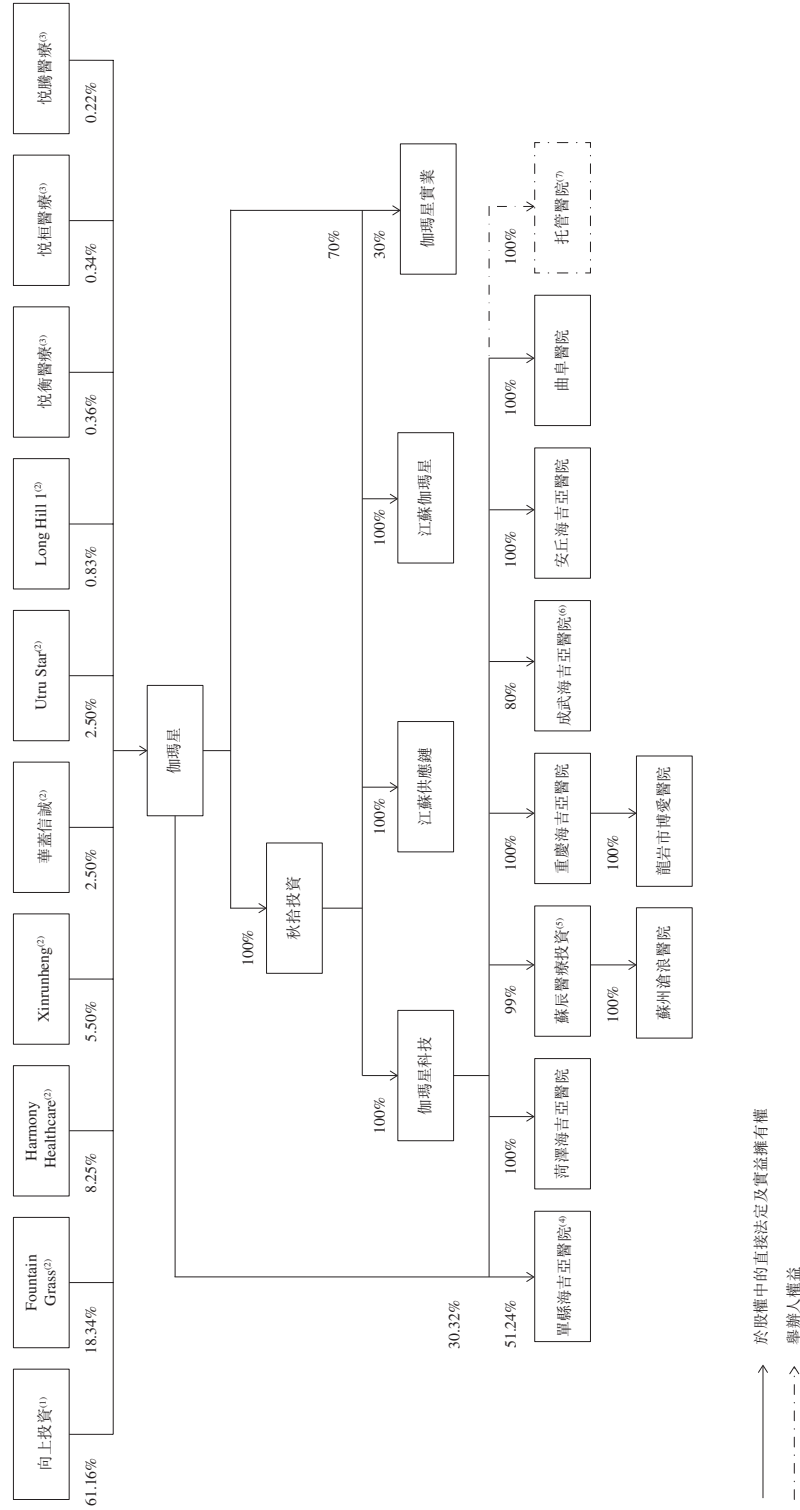 向上投資(1)
Fountain
Grass(2)
Harmony
Healthcare(2)
Xinrunheng(2)
華蓋信誠(2)
Utru Star(2)
Long Hill 1(2)
悦衡醫療(3)
悦桓醫療(3)
悦騰醫療(3)
61.16%
18.34%
8.25%
5.50%
2.50%
2.50%
0.83%
0.36%
0.34%
0.22%
伽瑪星
100%
秋拾投資
70%
30%
100%
100%
100%
伽瑪星科技
江蘇供應鏈
江蘇伽瑪星
伽瑪星實業
30.32%
51.24%
100%
99%
100%
80%
100%
100%
100%
單縣海吉亞醫院(4)
菏澤海吉亞醫院
蘇辰醫療投資(5)
重慶海吉亞醫院
成武海吉亞醫院(6)
安丘海吉亞醫院
曲阜醫院
托管醫院(7)
100%
100%
蘇州滄浪醫院
龍岩市博愛醫院
於股權中的直接法定及實益擁有權
舉辦人權益